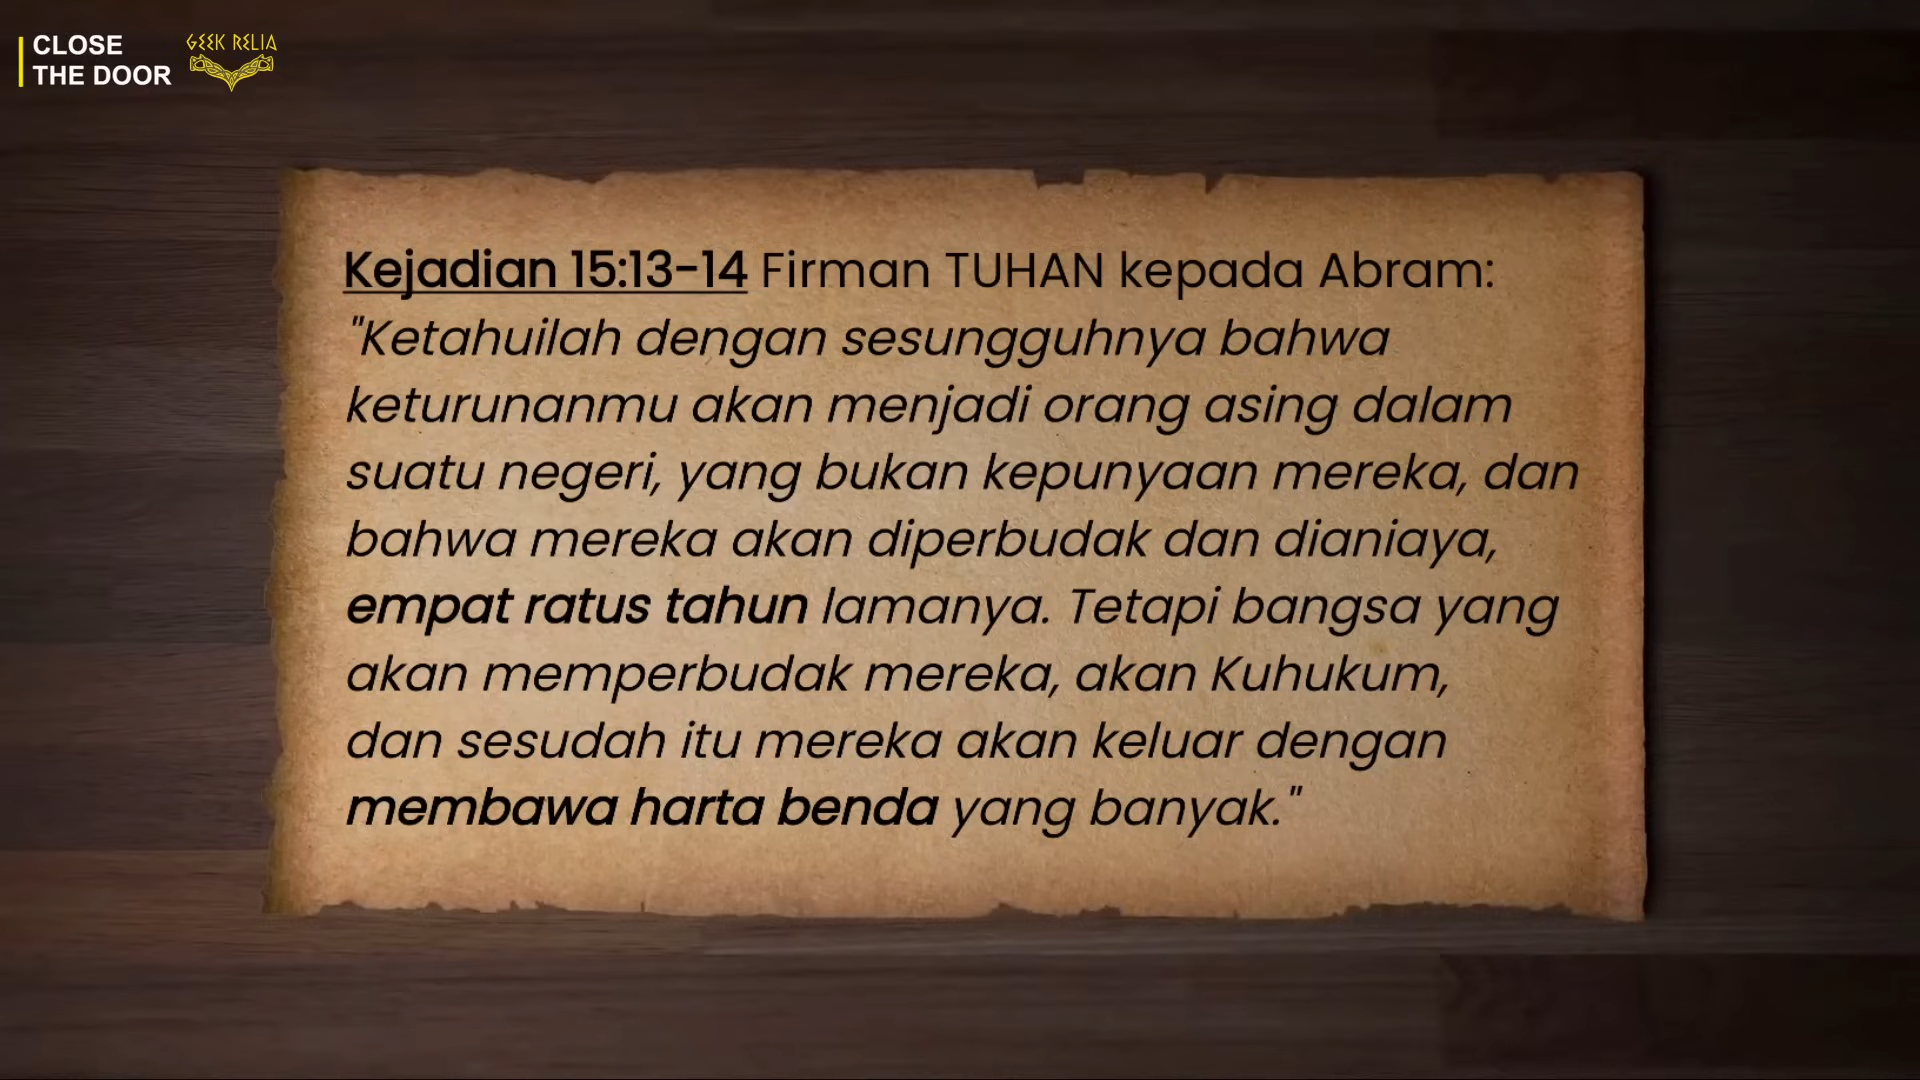 CLOSE
THE DOOR
GEEK RELIA
Kejadian 15:13-14 Firman TUHAN kepada Abram:
"Ketahuilah dengan sesungguhnya bahwa
keturunanmu akan menjadi orang asing dalam
suatu negeri, yang bukan kepunyaan mereka, dan
bahwa mereka akan diperbudak dan dianiaya,
empat ratus tahun lamanya. Tetapi bangsa yang
akan memperbudak mereka, akan Kuhukum,
dan sesudah itu mereka akan keluar dengan
membawa harta benda yang banyak."